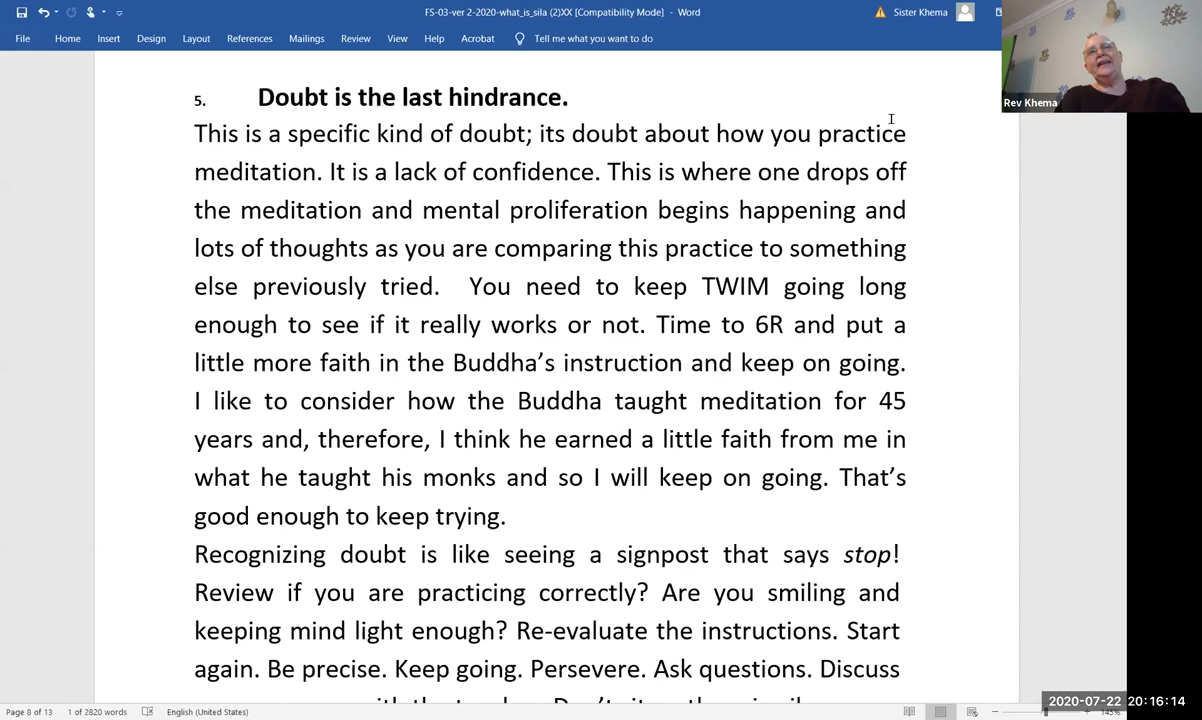 FS-03-ver 2-2020-what_is_sila (2)XX [Compatibility Mode] - Word
Sister Khema
File Home Insert Design Layout References Mailings Review View Help Acrobat Tell me what you want to do
Rev Khema
5. Doubt is the last hindrance.
This is a specific kind of doubt; its doubt about how you practice
meditation. It is a lack of confidence. This is where one drops off
the meditation and mental proliferation begins happening and
lots of thoughts as you are comparing this practice to something
else previously tried. You need to keep TWIM going long
enough to see if it really works or not. Time to 6R and put a
little more faith in the Buddha’s instruction and keep on going.
I like to consider how the Buddha taught meditation for 45
years and, therefore, I think he earned a little faith from me in
what he taught his monks and so I will keep on going. That’s
good enough to keep trying.
Recognizing doubt is like seeing a signpost that says stop!
Review if you are practicing correctly? Are you smiling and
keeping mind light enough? Re-evaluate the instructions. Start
again. Be precise. Keep going. Persevere. Ask questions. Discuss
Page 8 of 13 1 of 2820 words English (United States) 145%
2020-07-22 20:16:14